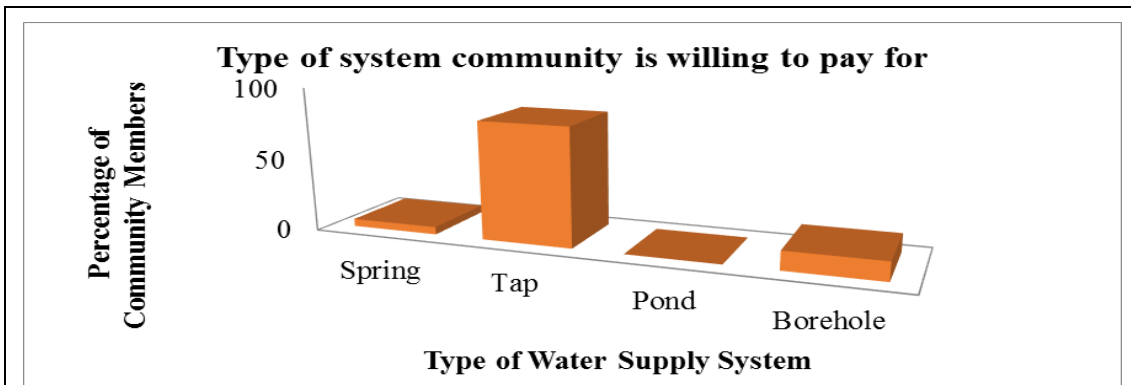 Type of system community is willing to pay for
Percentage of
Community Members
100
50
0
Spring
Tap
Pond
Borehole
Type of Water Supply System